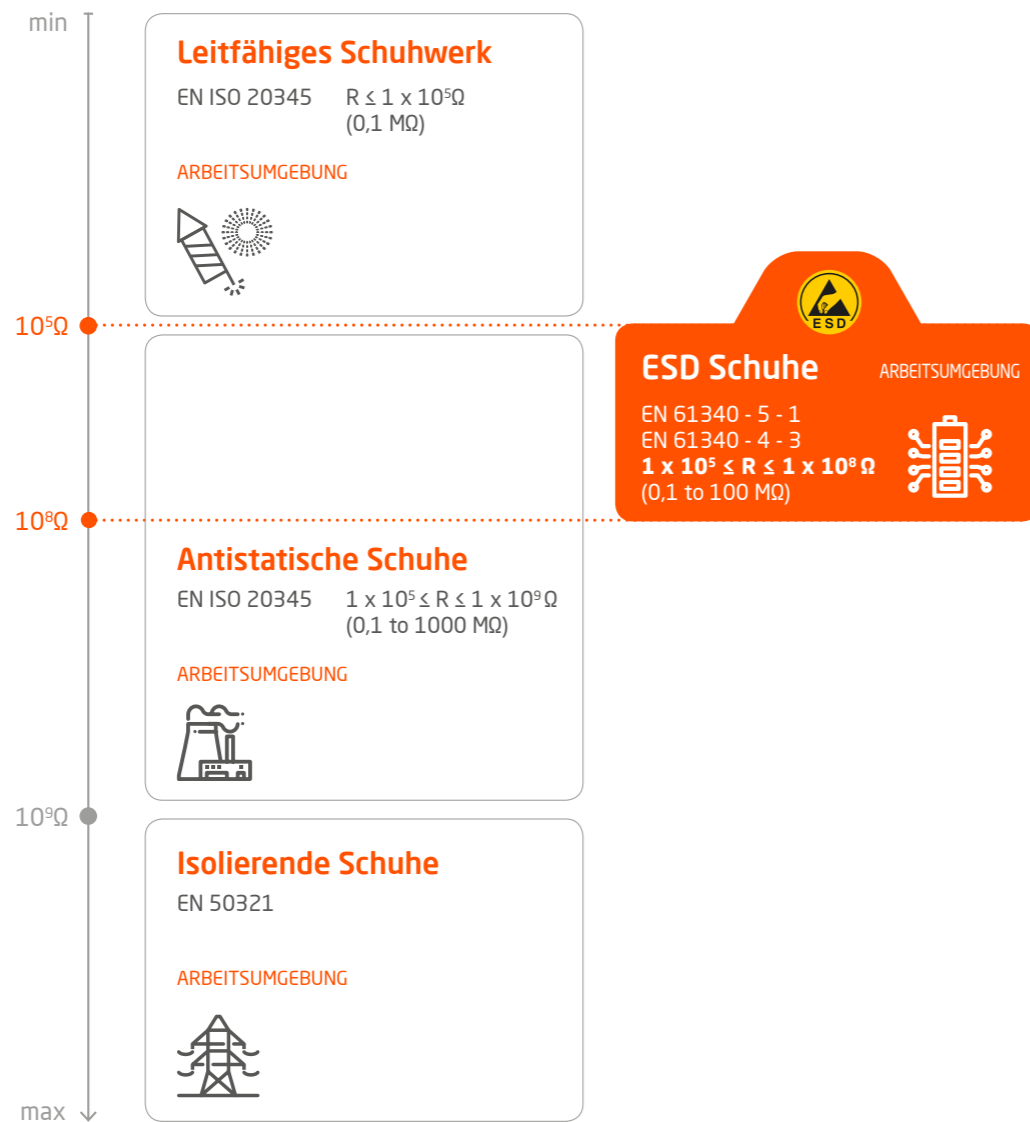 min
Leitfähiges Schuhwerk
EN ISO 20345 R ≤ 1 x 10⁵Ω
(0,1 MΩ)
ARBEITSUMGEBUNG
10⁵Ω
ESD
ESD Schuhe ARBEITSUMGEBUNG
EN 61340 - 5 - 1
EN 61340 - 4 - 3
1 x 10⁵ ≤ R ≤ 1 x 10⁸ Ω
(0,1 to 100 MΩ)
10⁸Ω
Antistatische Schuhe
EN ISO 20345 1 x 10⁵ ≤ R ≤ 1 x 10⁹ Ω
(0,1 to 1000 MΩ)
ARBEITSUMGEBUNG
10⁹Ω
Isolierende Schuhe
EN 50321
ARBEITSUMGEBUNG
max